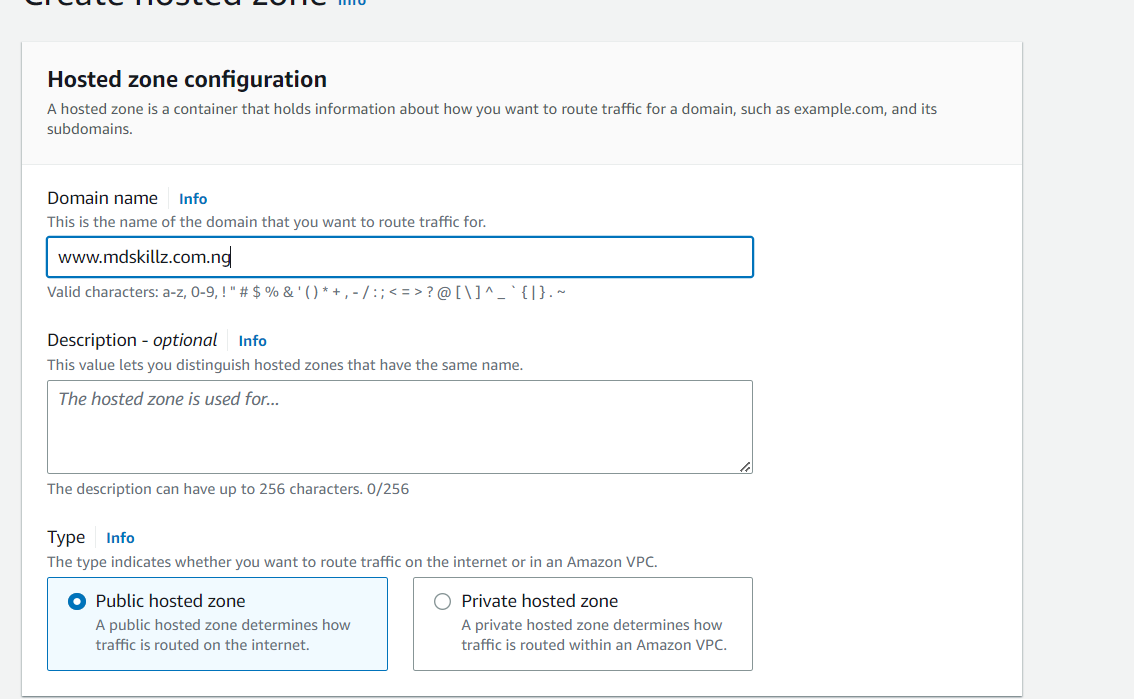 Create hosted zone Info
Hosted zone configuration
A hosted zone is a container that holds information about how you want to route traffic for a domain, such as example.com, and its
subdomains.
Domain name Info
This is the name of the domain that you want to route traffic for.
www.mdskillz.com.ng
Valid characters: a-z, 0-9, ! " # $ % & ' ( ) * + , - / : ; < = > ? @ [ \ ] ^ _ ` { | } . ~
Description - optional Info
This value lets you distinguish hosted zones that have the same name.
The hosted zone is used for...
The description can have up to 256 characters. 0/256
Type Info
The type indicates whether you want to route traffic on the internet or in an Amazon VPC.
Public hosted zone
A public hosted zone determines how
traffic is routed on the internet.
Private hosted zone
A private hosted zone determines how
traffic is routed within an Amazon VPC.